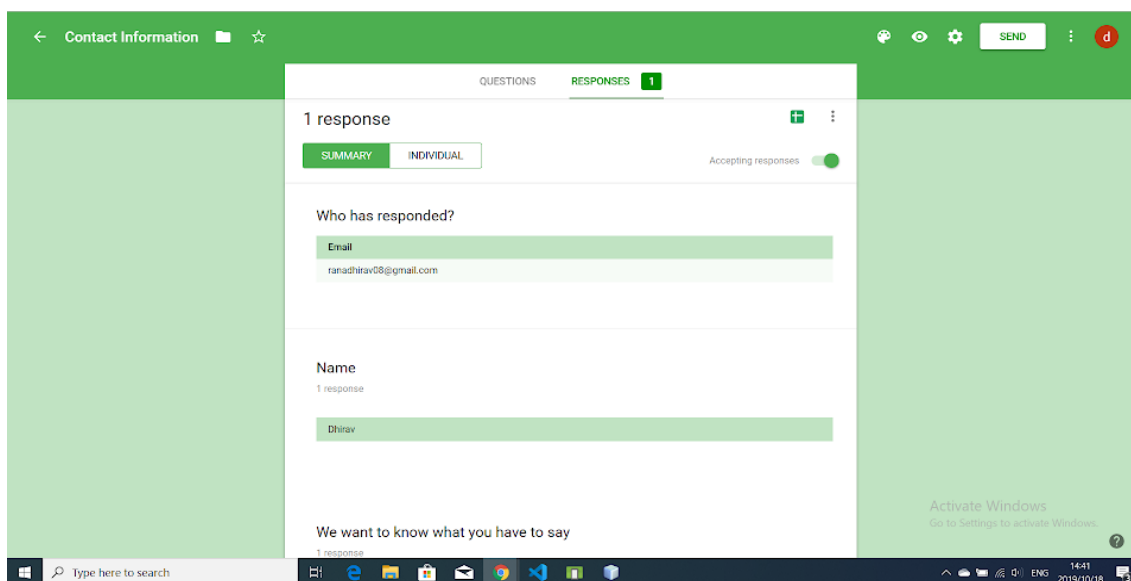 Contact Information
SEND
d
QUESTIONS
RESPONSES 1
1 response
SUMMARY
INDIVIDUAL
Accepting responses
Who has responded?
Email
ranadhirav08@gmail.com
Name
1 response
Dhirav
We want to know what you have to say
1 response
Activate Windows
Go to Settings to activate Windows.
Type here to search
ENG
14:41
2019/10/18